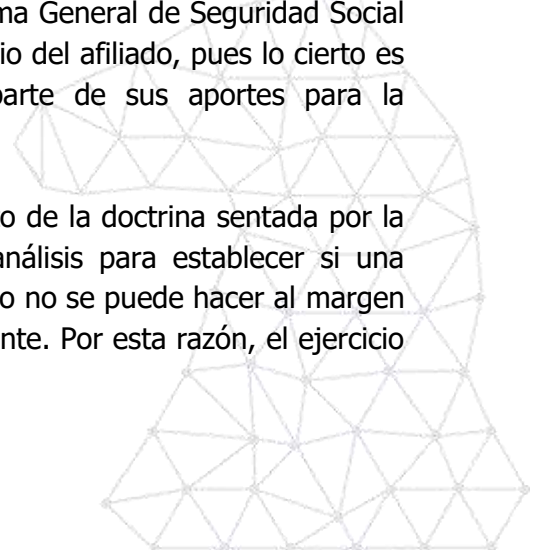 ma General de Seguridad Social
io del afiliado, pues lo cierto es
parte de sus aportes para la
o de la doctrina sentada por la
análisis para establecer si una
o no se puede hacer al margen
nte. Por esta razón, el ejercicio